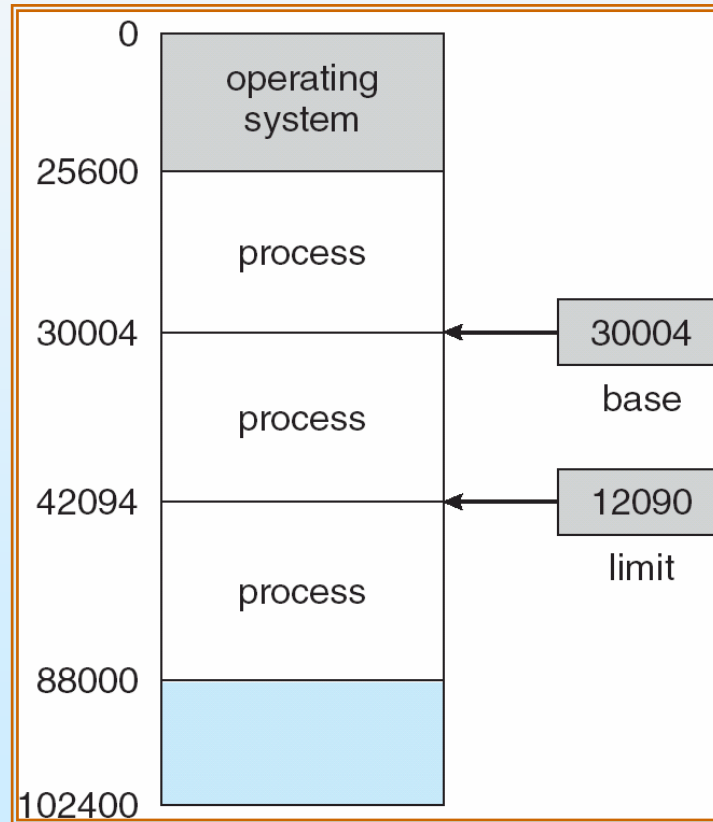 0
operating
system
25600
process
30004
30004
base
process
42094
12090
limit
process
88000
102400